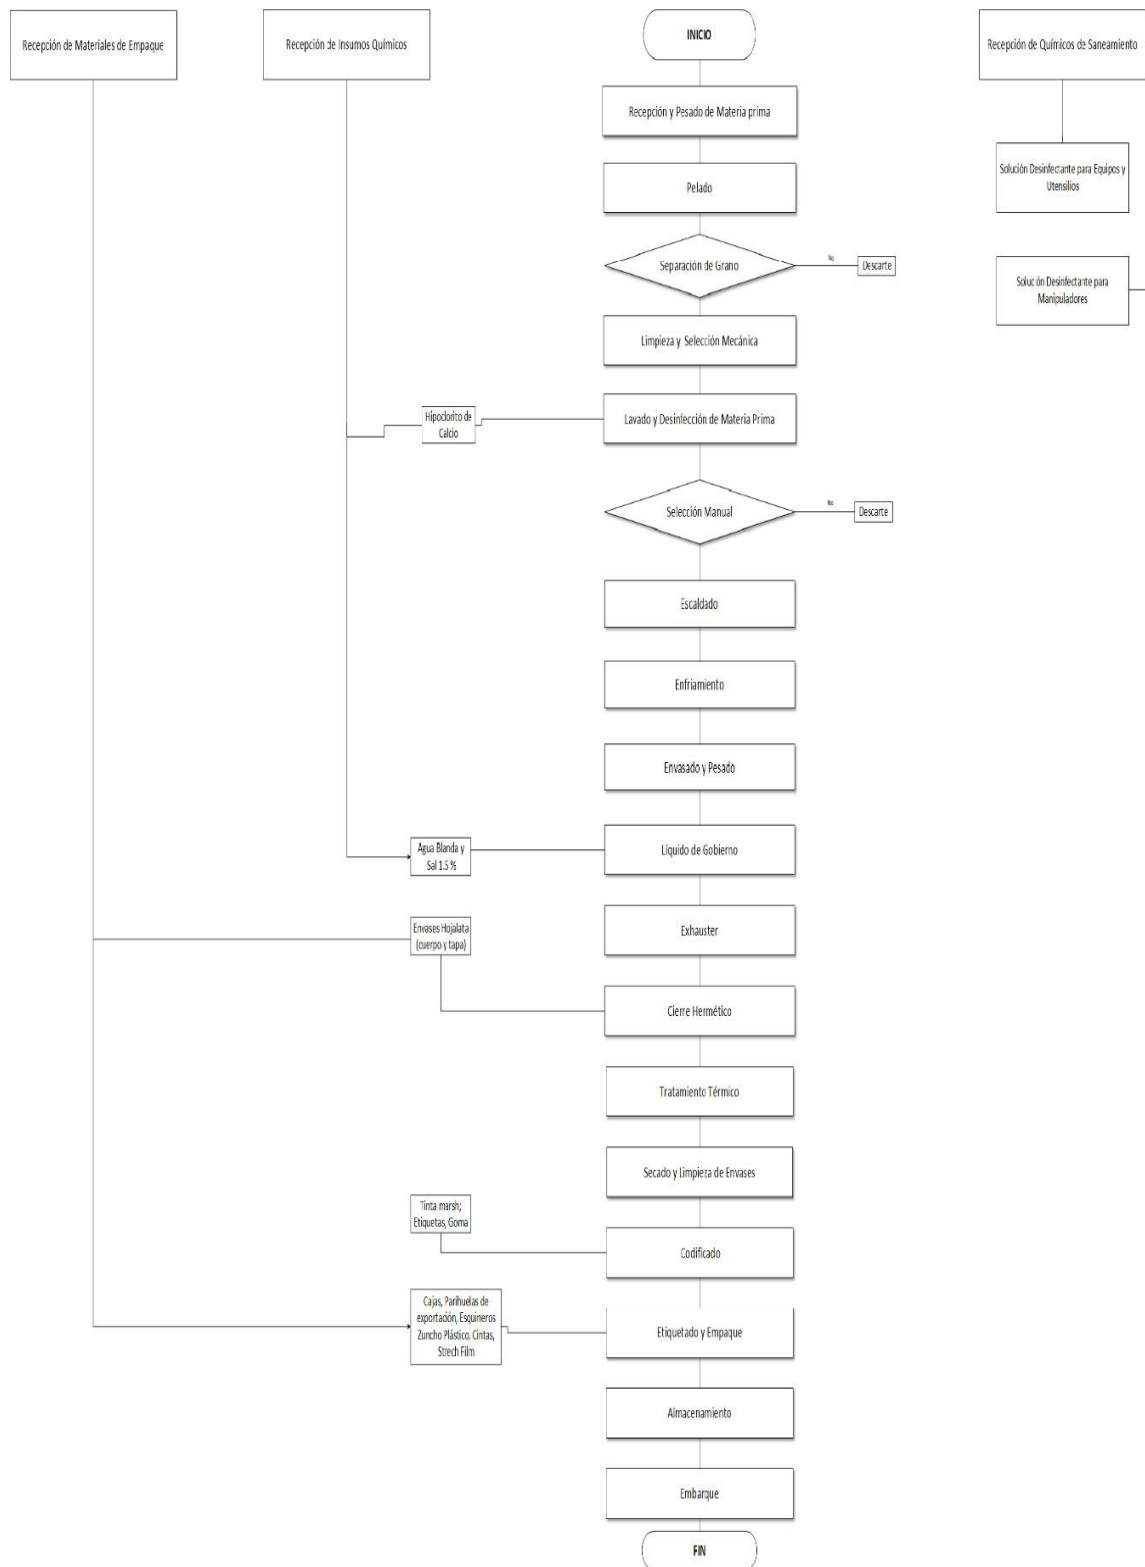 Recepción de Materiales de Empaque
Recepción de Insumos Químicos
INICIO
Recepción de Químicos de Saneamiento
Recepción y Pesado de Materia prima
Pelado
Solución Desinfectante para Equipos y
Utensilios
Separación de Grano
No
Descarte
Solución Desinfectante para
Manipuladores
Limpieza y Selección Mecánica
Hipoclorito de
Calcio
Lavado y Desinfección de Materia Prima
Selección Manual
No
Descarte
Escaldado
Enfriamiento
Envasado y Pesado
Agua Blanda y
Sal 1.5 %
Líquido de Gobierno
Envases Hojalata
(cuerpo y tapa)
Exhauster
Cierre Hermético
Tratamiento Térmico
Secado y Limpieza de Envases
Tinta marsh;
Etiquetas, Goma
Codificado
Cajas, Parihuelas de
exportación, Esquineros
Zuncho Plástico. Cintas,
Strech Film
Etiquetado y Empaque
Almacenamiento
Embarque
FIN